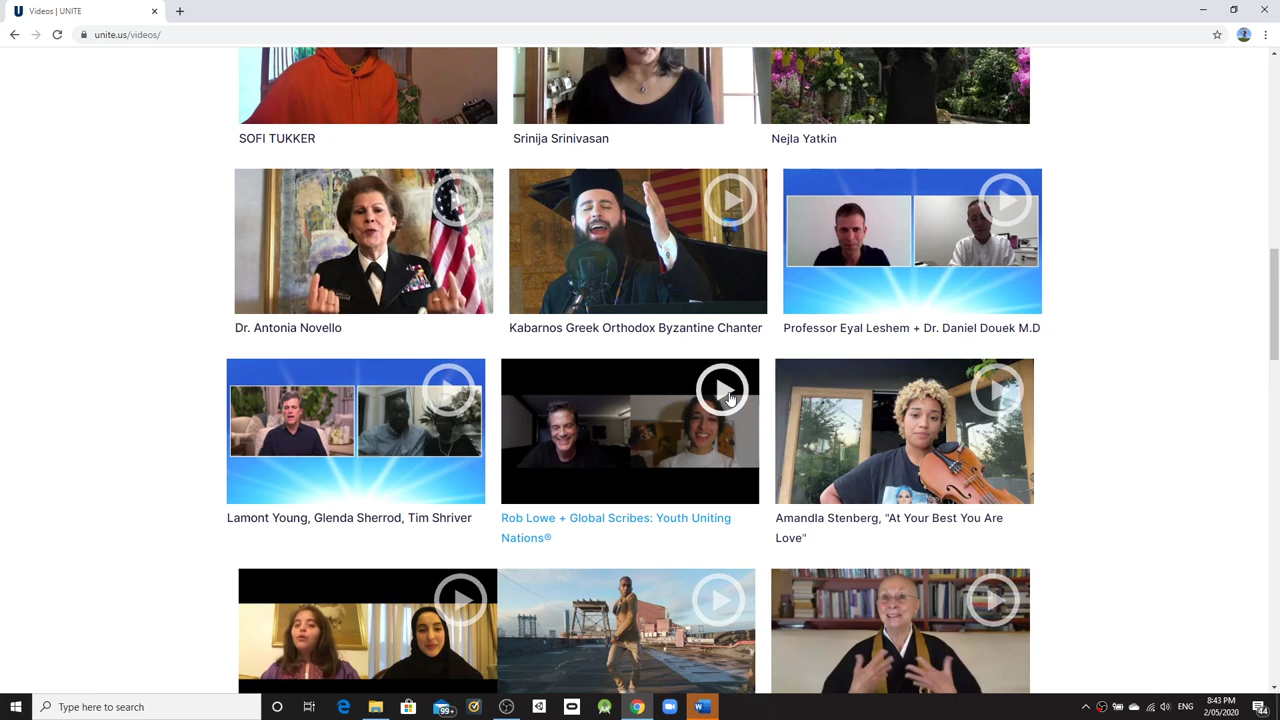 Videos | UNITE
unite.us/videos/
SOFI TUKKER
Srinija Srinivasan
Nejla Yatkin
Dr. Antonia Novello
Kabarnos Greek Orthodox Byzantine Chanter
Professor Eyal Leshem + Dr. Daniel Douek M.D
Lamont Young, Glenda Sherrod, Tim Shriver
Rob Lowe + Global Scribes: Youth Uniting
Nations®
Amandla Stenberg, "At Your Best You Are
Love"
Type here to search
99+
8:43 PM
2/05/2020
44